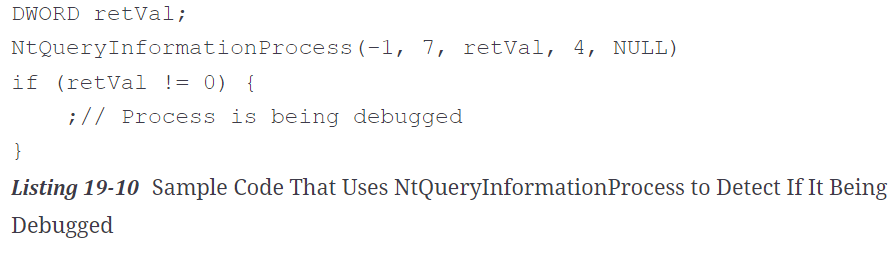 DWORD retVal;
NtQueryInformationProcess(-1, 7, retVal, 4, NULL)
if (retVal != 0) {
    ;// Process is being debugged
}
Listing 19-10 Sample Code That Uses NtQueryInformationProcess to Detect If It Being
Debugged